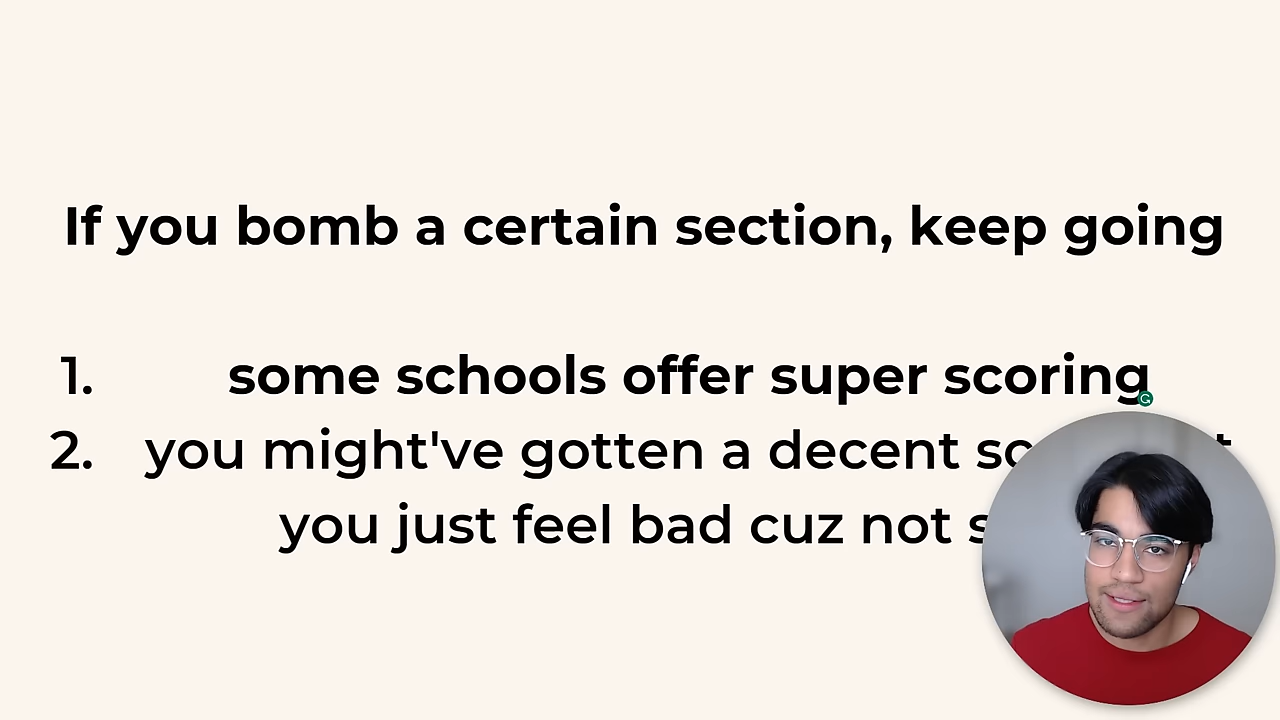 If you bomb a certain section, keep going
1. some schools offer super scoring
2. you might've gotten a decent
you just feel bad cuz not